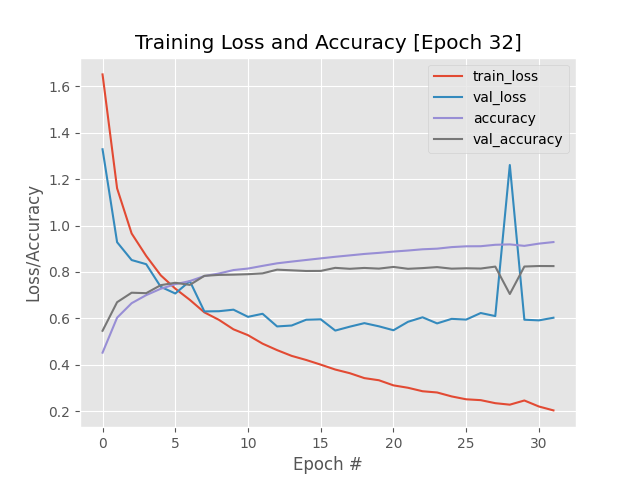 Training Loss and Accuracy [Epoch 32]
train_loss
val_loss
accuracy
val_accuracy
Loss/Accuracy
1.6
1.4
1.2
1.0
0.8
0.6
0.4
0.2
0 5 10 15 20 25 30
Epoch #